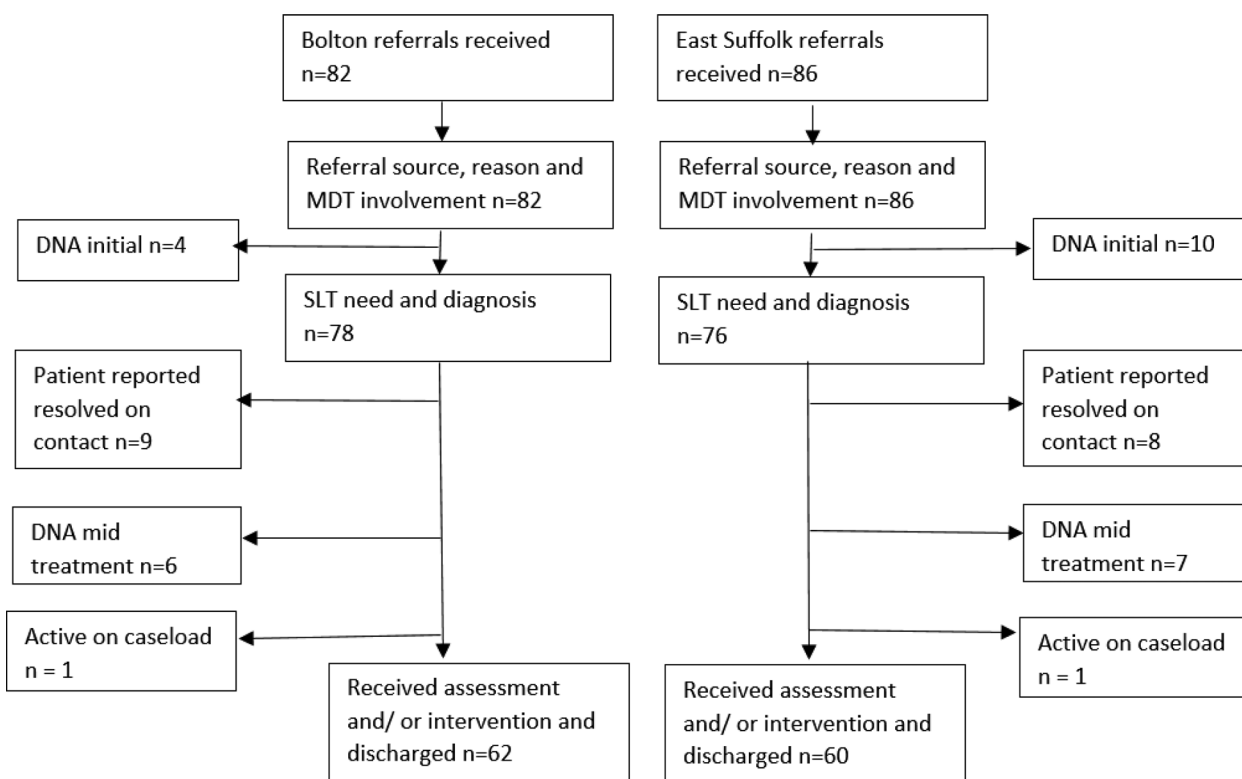 Bolton referrals received
n=82
East Suffolk referrals
received n=86
Referral source, reason and
MDT involvement n=82
Referral source, reason and
MDT involvement n=86
DNA initial n=4
DNA initial n=10
SLT need and diagnosis
n=78
SLT need and diagnosis
n=76
Patient reported
resolved on
contact n=9
Patient reported
resolved on
contact n=8
DNA mid
treatment n=6
DNA mid
treatment n=7
Active on caseload
n = 1
Active on caseload
n = 1
Received assessment
and/ or intervention and
discharged n=62
Received assessment
and/ or intervention and
discharged n=60